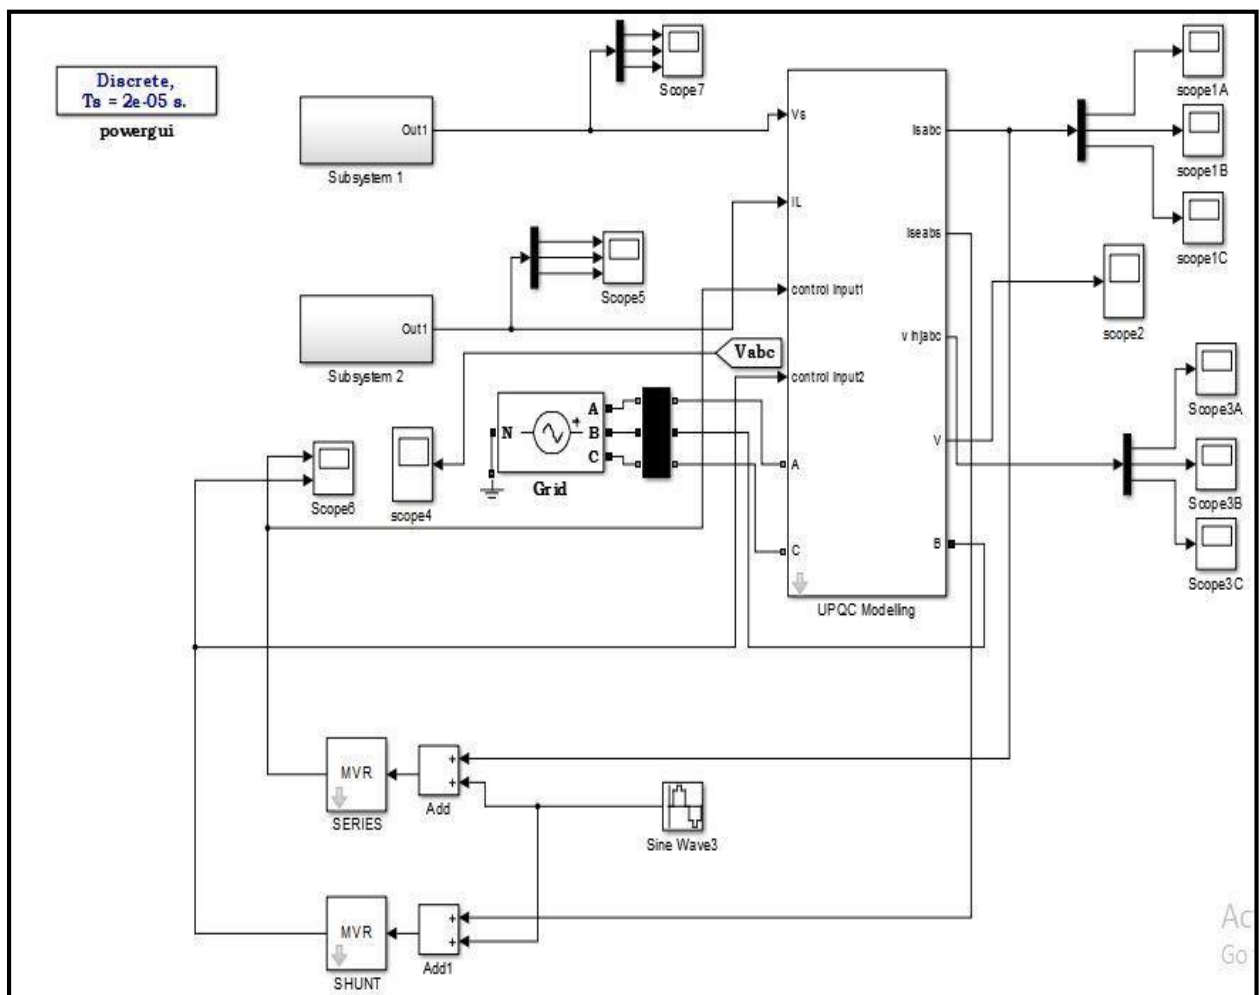 Discrete,
Ts = 2e-05 s.
powergui
Out1
Subsystem 1
Scope7
Vs
IL
control Input1
control Input2
A
C
Isabc
Iseabs
v Injabc
V
B
UPQC Modelling
scope1A
scope1B
scope1C
scope2
Out1
Subsystem 2
Scope5
Vabc
N
A
B
C
+
Grid
Scope6
scope4
Scope3A
Scope3B
Scope3C
MVR
SERIES
+
+
Add
Sine Wave3
MVR
SHUNT
+
+
Add1
Ac
Go